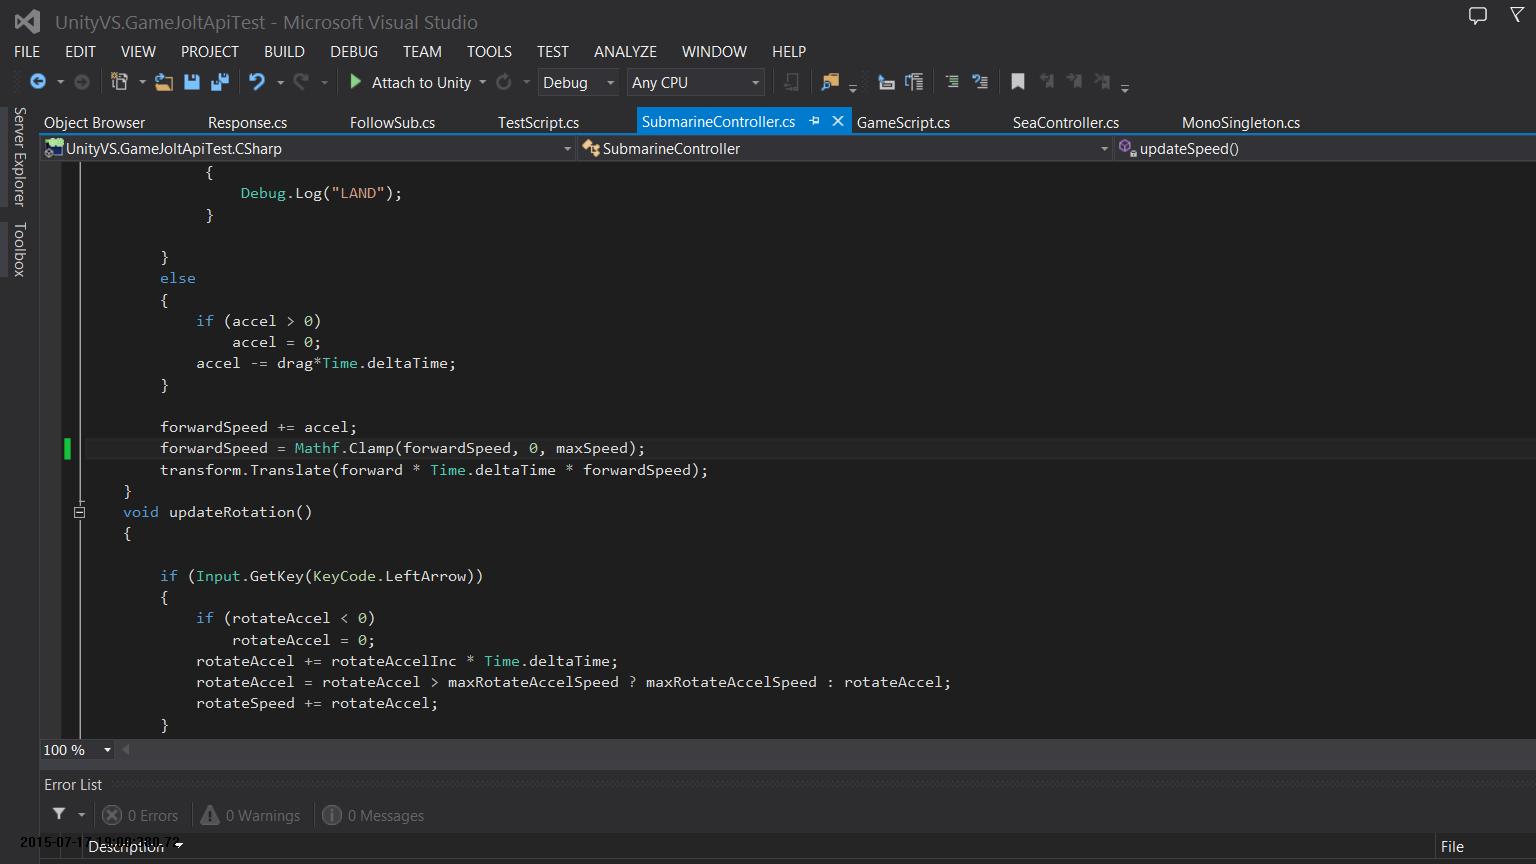 UnityVS.GameJoltApiTest - Microsoft Visual Studio
FILE EDIT VIEW PROJECT BUILD DEBUG TEAM TOOLS TEST ANALYZE WINDOW HELP
Attach to Unity Debug Any CPU
Server Explorer
Toolbox
Object Browser Response.cs FollowSub.cs TestScript.cs SubmarineController.cs GameScript.cs SeaController.cs MonoSingleton.cs
UnityVS.GameJoltApiTest.CSharp SubmarineController updateSpeed()
{
Debug.Log("LAND");
}
}
else
{
if (accel > 0)
accel = 0;
accel -= drag*Time.deltaTime;
}
forwardSpeed += accel;
forwardSpeed = Mathf.Clamp(forwardSpeed, 0, maxSpeed);
transform.Translate(forward * Time.deltaTime * forwardSpeed);
}
void updateRotation()
{
if (Input.GetKey(KeyCode.LeftArrow))
{
if (rotateAccel < 0)
rotateAccel = 0;
rotateAccel += rotateAccelInc * Time.deltaTime;
rotateAccel = rotateAccel > maxRotateAccelSpeed ? maxRotateAccelSpeed : rotateAccel;
rotateSpeed += rotateAccel;
}
100 %
Error List
0 Errors 0 Warnings 0 Messages
Description File